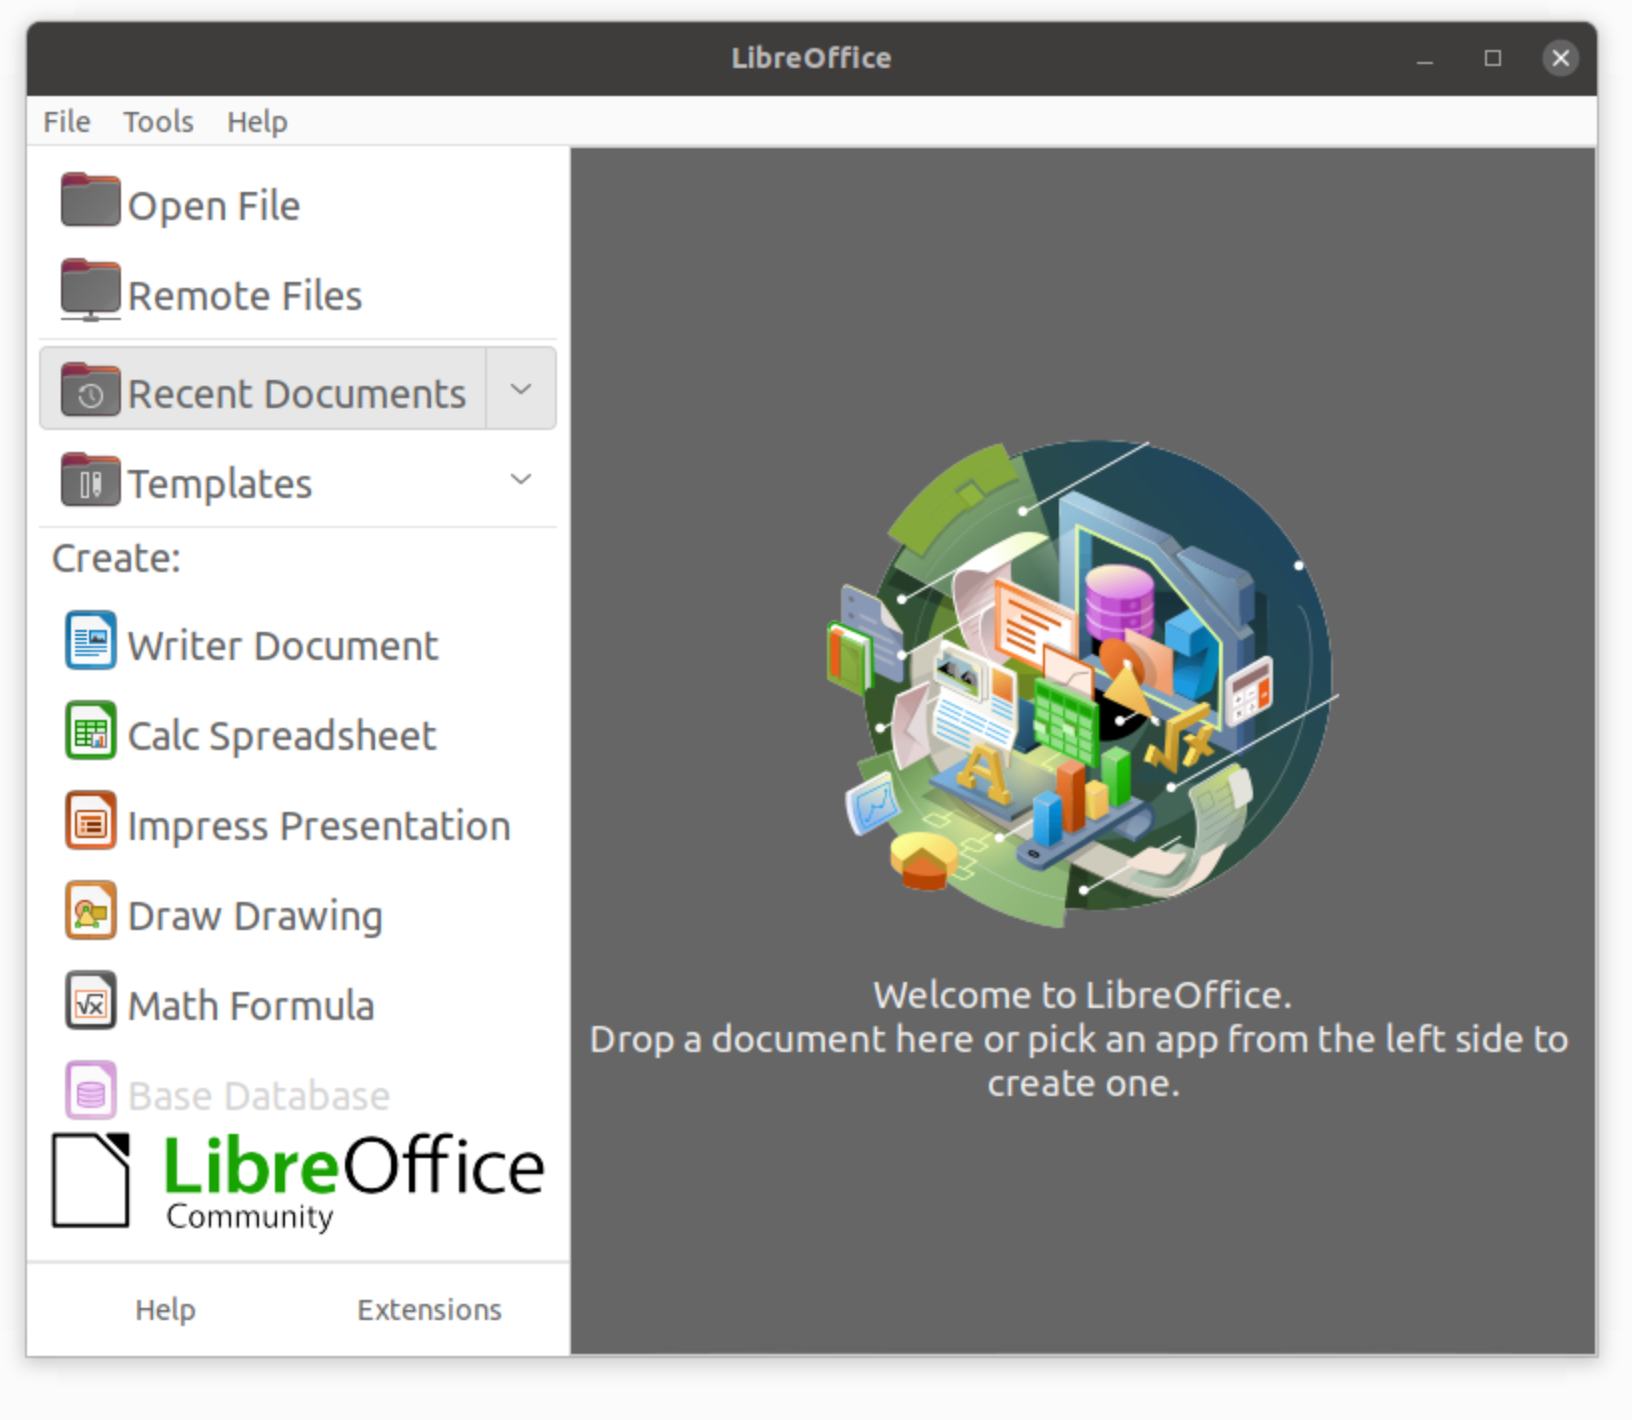 LibreOffice
File Tools Help
Open File
Remote Files
Recent Documents
Templates
Create:
Writer Document
Calc Spreadsheet
Impress Presentation
Draw Drawing
Math Formula
Base Database
LibreOffice
Community
Help Extensions
Welcome to LibreOffice.
Drop a document here or pick an app from the left side to
create one.